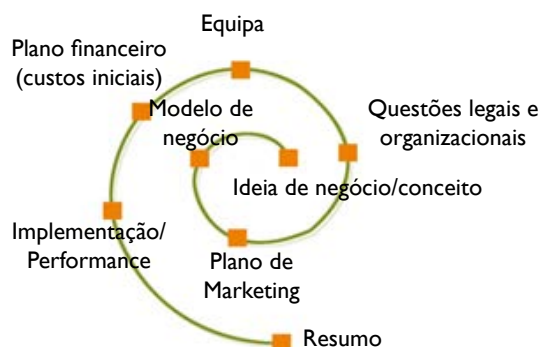 Equipa
Plano financeiro
(custos iniciais)
Modelo de
negócio
Questões legais e
organizacionais
Ideia de negócio/conceito
Implementação/
Performance
Plano de
Marketing
Resumo